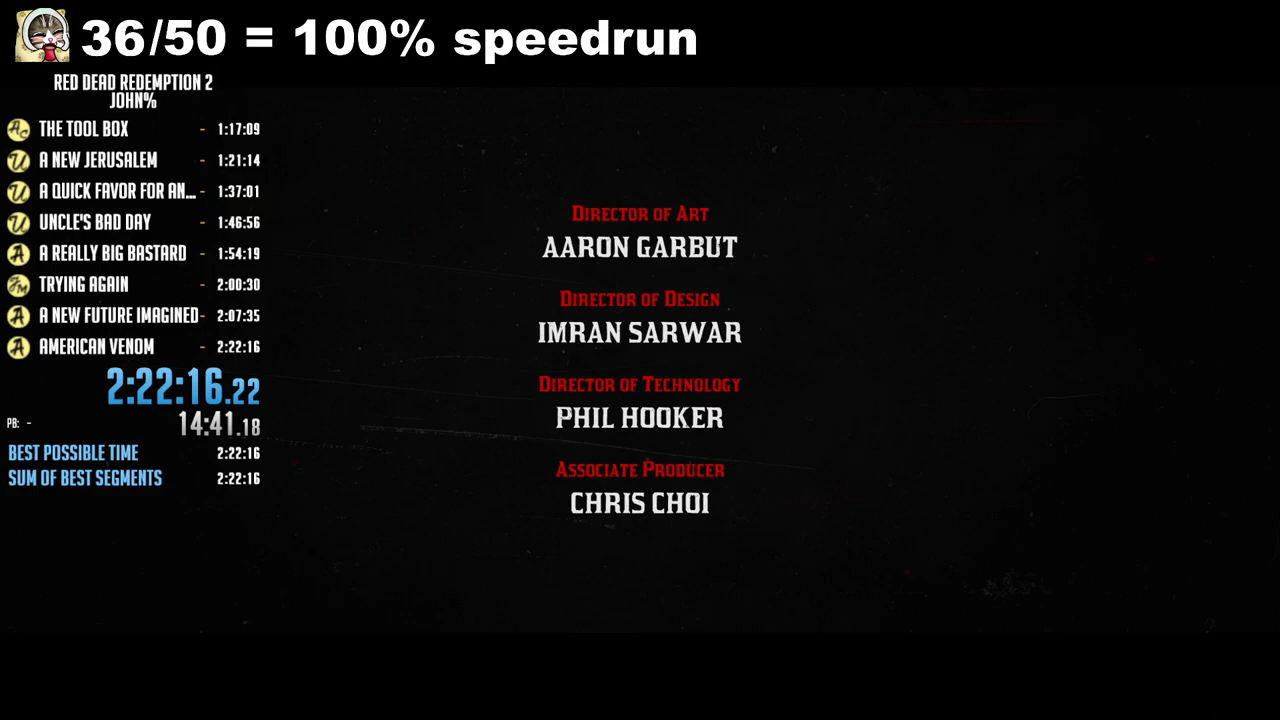 36/50 = 100% speedrun
RED DEAD REDEMPTION 2
JOHN%
THE TOOL BOX - 1:17:09
A NEW JERUSALEM - 1:21:14
A QUICK FAVOR FOR AN... - 1:37:01
UNCLE'S BAD DAY - 1:46:56
A REALLY BIG BASTARD - 1:54:19
TRYING AGAIN - 2:00:30
A NEW FUTURE IMAGINED - 2:07:35
AMERICAN VENOM - 2:22:16
2:22:16.22
PB: - 14:41.18
BEST POSSIBLE TIME 2:22:16
SUM OF BEST SEGMENTS 2:22:16
DIRECTOR OF ART
AARON GARBUT
DIRECTOR OF DESIGN
IMRAN SARWAR
DIRECTOR OF TECHNOLOGY
PHIL HOOKER
ASSOCIATE PRODUCER
CHRIS CHOI